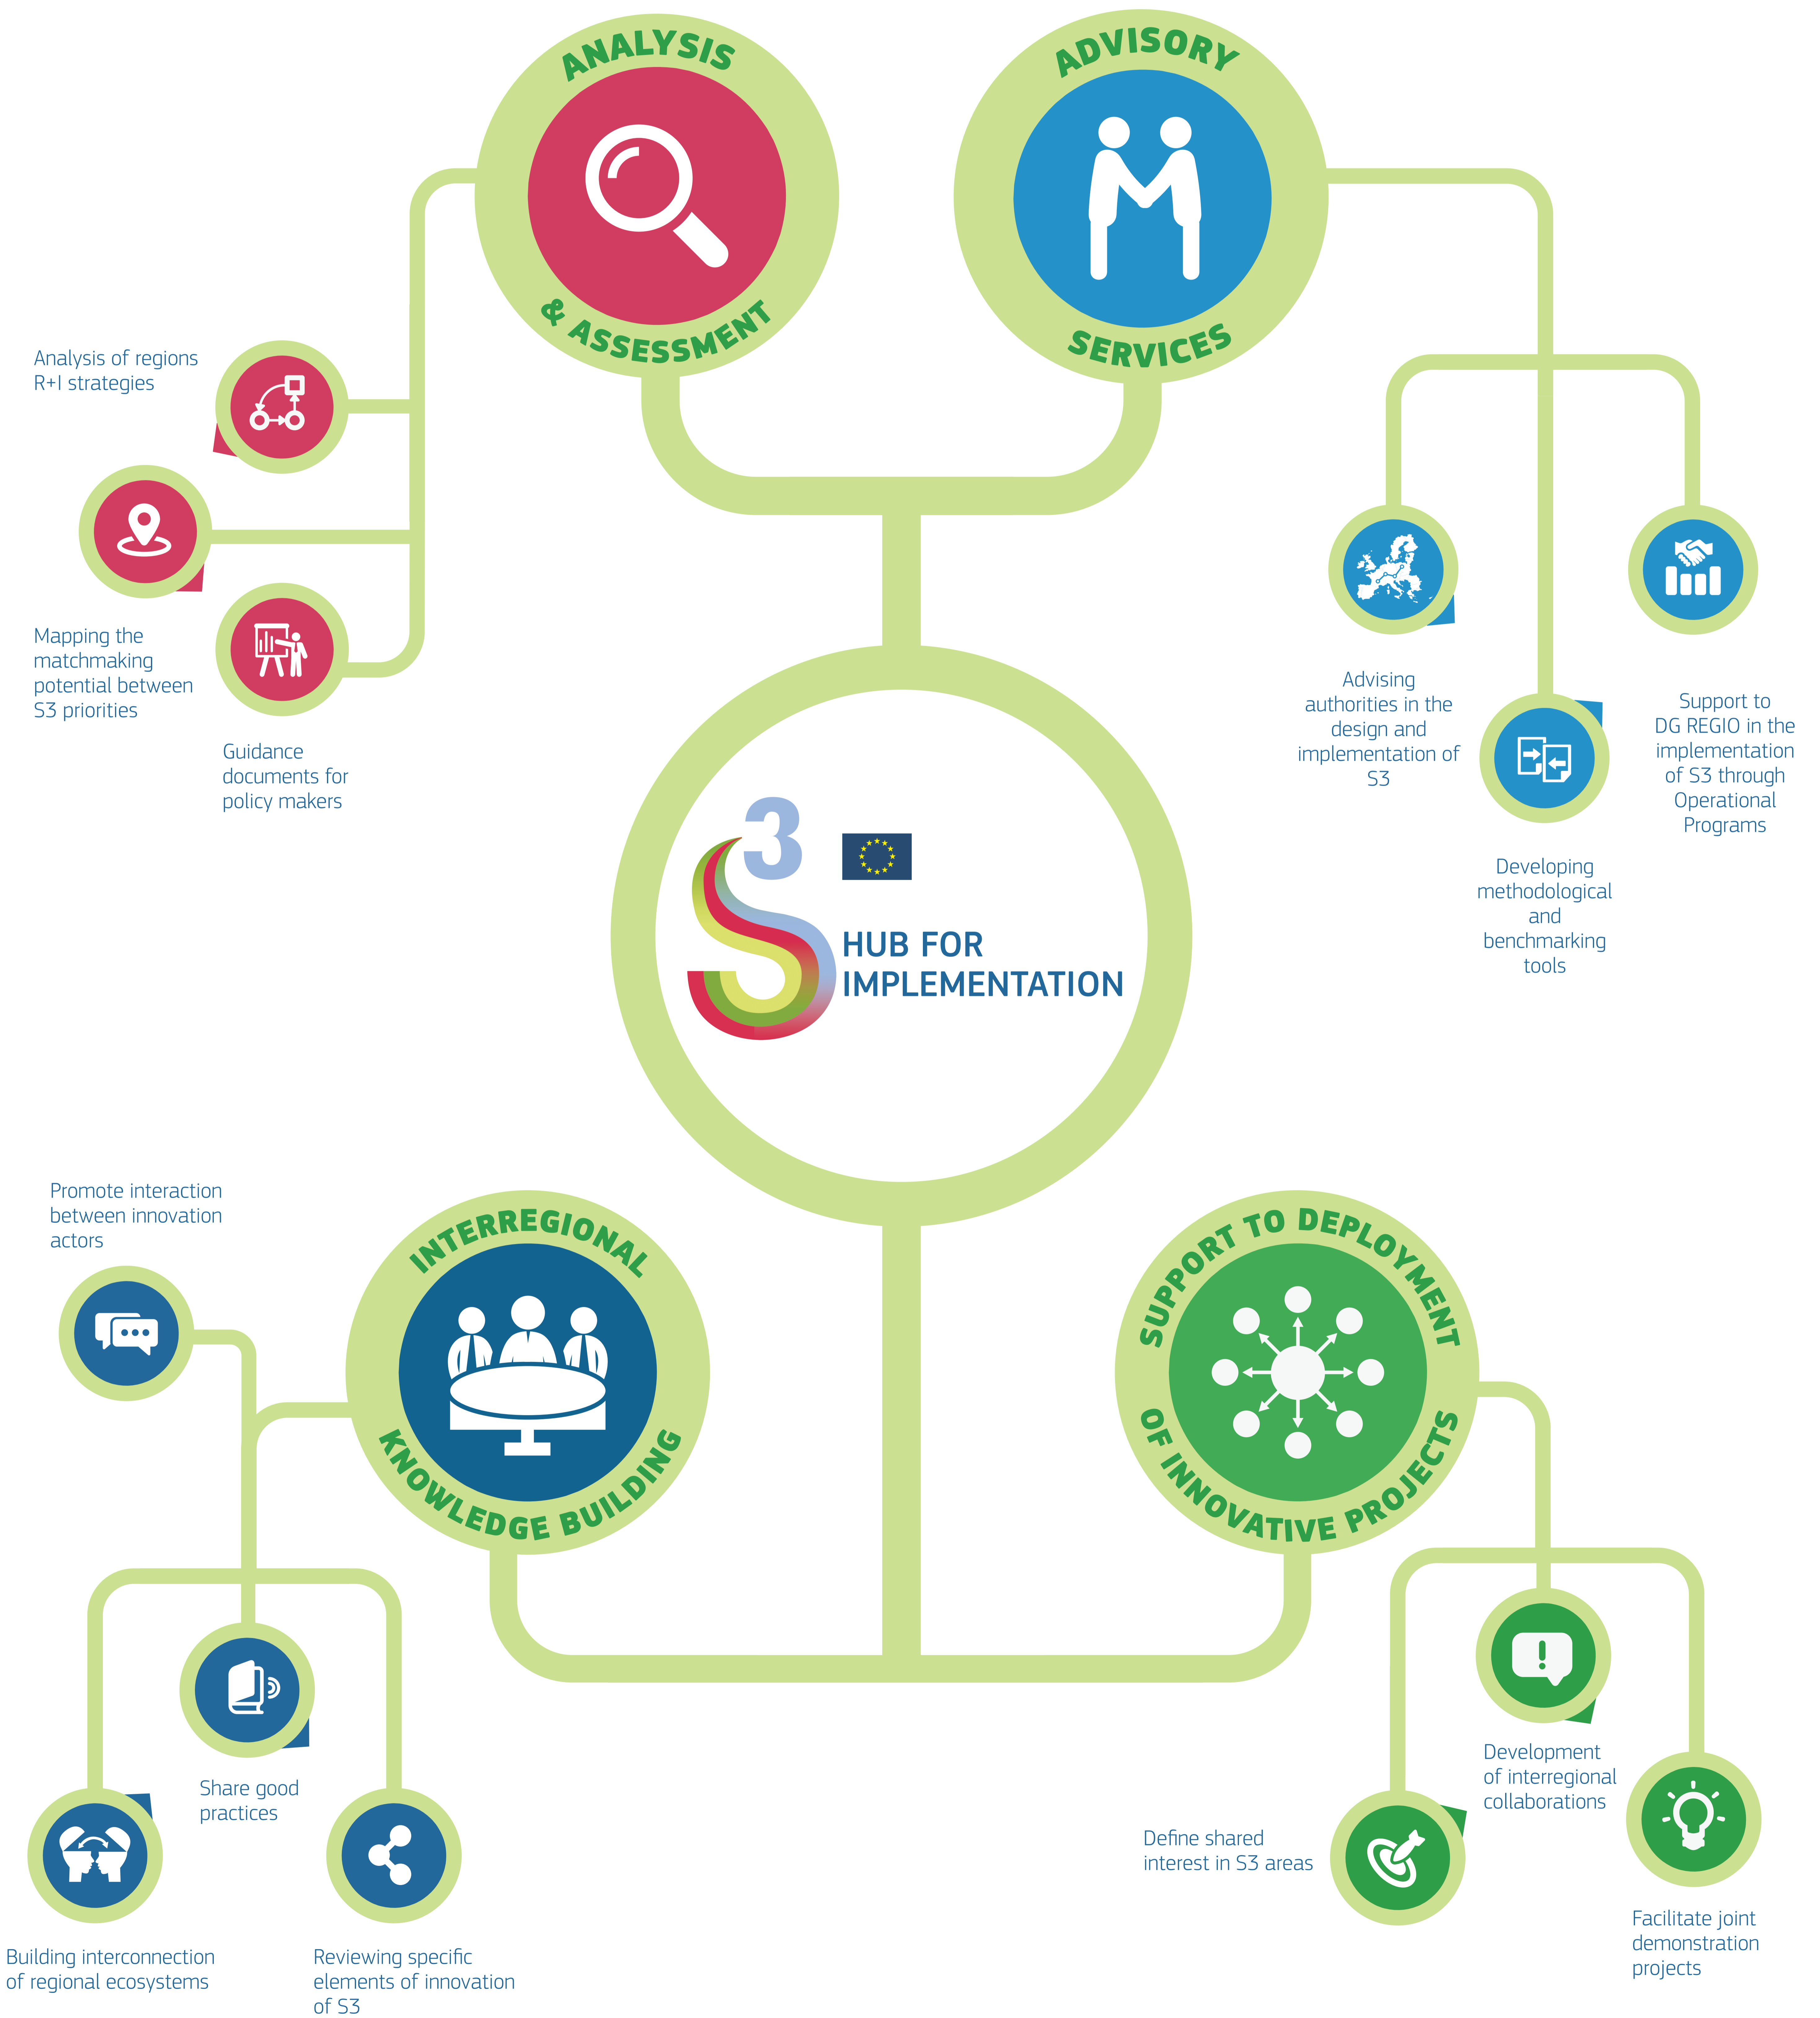 ANALYSIS
& ASSESSMENT
ADVISORY
SERVICES
Analysis of regions
R+I strategies
Mapping the
matchmaking
potential between
S3 priorities
Guidance
documents for
policy makers
Advising
authorities in the
design and
implementation of
S3
Developing
methodological
and
benchmarking
tools
Support to
DG REGIO in the
implementation
of S3 through
Operational
Programs
S3
HUB FOR
IMPLEMENTATION
INTERREGIONAL
KNOWLEDGE BUILDING
Promote interaction
between innovation
actors
Share good
practices
Building interconnection
of regional ecosystems
Reviewing specific
elements of innovation
of S3
SUPPORT TO DEPLOYMENT
OF INNOVATIVE PROJECTS
Define shared
interest in S3 areas
Development
of interregional
collaborations
Facilitate joint
demonstration
projects